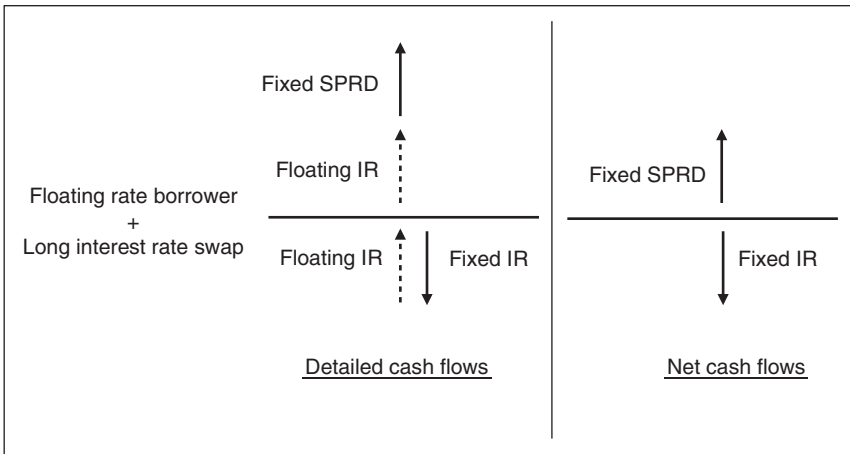 Floating rate borrower
+
Long interest rate swap
Fixed SPRD
Floating IR
Floating IR
Fixed IR
Detailed cash flows
Fixed SPRD
Fixed IR
Net cash flows